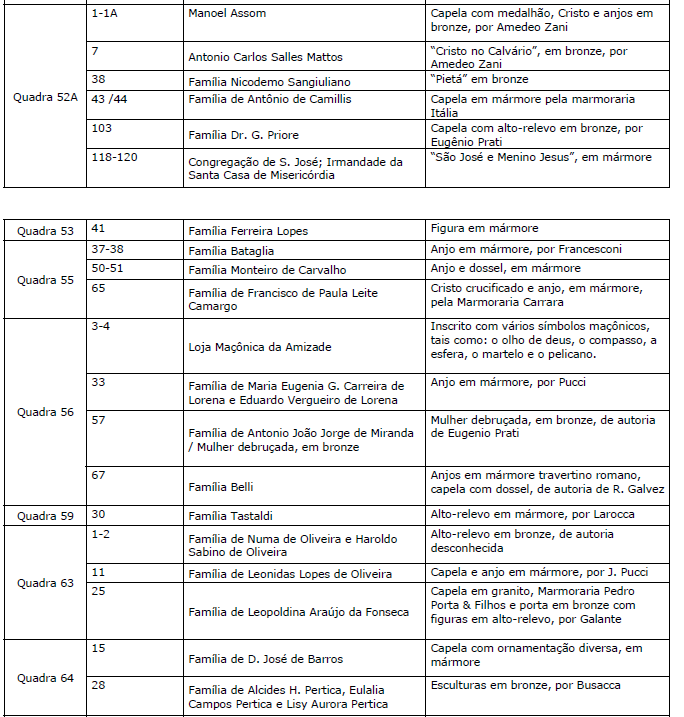 Quadra 52A
1-1A
Manoel Assom
Capela com medalhão, Cristo e anjos em
bronze, por Amedeo Zani
7
Antonio Carlos Salles Mattos
“Cristo no Calvário”, em bronze, por
Amedeo Zani
38
Família Nicodemo Sangiuliano
“Pietá” em bronze
43 /44
Família de Antônio de Camillis
Capela em mármore pela marmoraria
Itália
103
Família Dr. G. Priore
Capela com alto-relevo em bronze, por
Eugênio Prati
118-120
Congregação de S. José; Irmandade da
Santa Casa de Misericórdia
“São José e Menino Jesus”, em mármore
Quadra 53
41
Família Ferreira Lopes
Figura em mármore
Quadra 55
37-38
Família Bataglia
Anjo em mármore, por Francesconi
50-51
Família Monteiro de Carvalho
Anjo e dossel, em mármore
65
Família de Francisco de Paula Leite
Camargo
Cristo crucificado e anjo, em mármore,
pela Marmoraria Carrara
Quadra 56
3-4
Loja Maçônica da Amizade
Inscrito com vários símbolos maçônicos,
tais como: o olho de deus, o compasso, a
esfera, o martelo e o pelicano.
33
Família de Maria Eugenia G. Carreira de
Lorena e Eduardo Vergueiro de Lorena
Anjo em mármore, por Pucci
57
Família de Antonio João Jorge de Miranda
/ Mulher debruçada, em bronze
Mulher debruçada, em bronze, de autoria
de Eugenio Prati
67
Família Belli
Anjos em mármore travertino romano,
capela com dossel, de autoria de R. Galvez
Quadra 59
30
Família Tastaldi
Alto-relevo em mármore, por Larocca
Quadra 63
1-2
Família de Numa de Oliveira e Haroldo
Sabino de Oliveira
Alto-relevo em bronze, de autoria
desconhecida
11
Família de Leonidas Lopes de Oliveira
Capela e anjo em mármore, por J. Pucci
25
Família de Leopoldina Araújo da Fonseca
Capela em granito, Marmoraria Pedro
Porta & Filhos e porta em bronze com
figuras em alto-relevo, por Galante
Quadra 64
15
Família de D. José de Barros
Capela com ornamentação diversa, em
mármore
28
Família de Alcides H. Pertica, Eulalia
Campos Pertica e Lisy Aurora Pertica
Esculturas em bronze, por Busacca